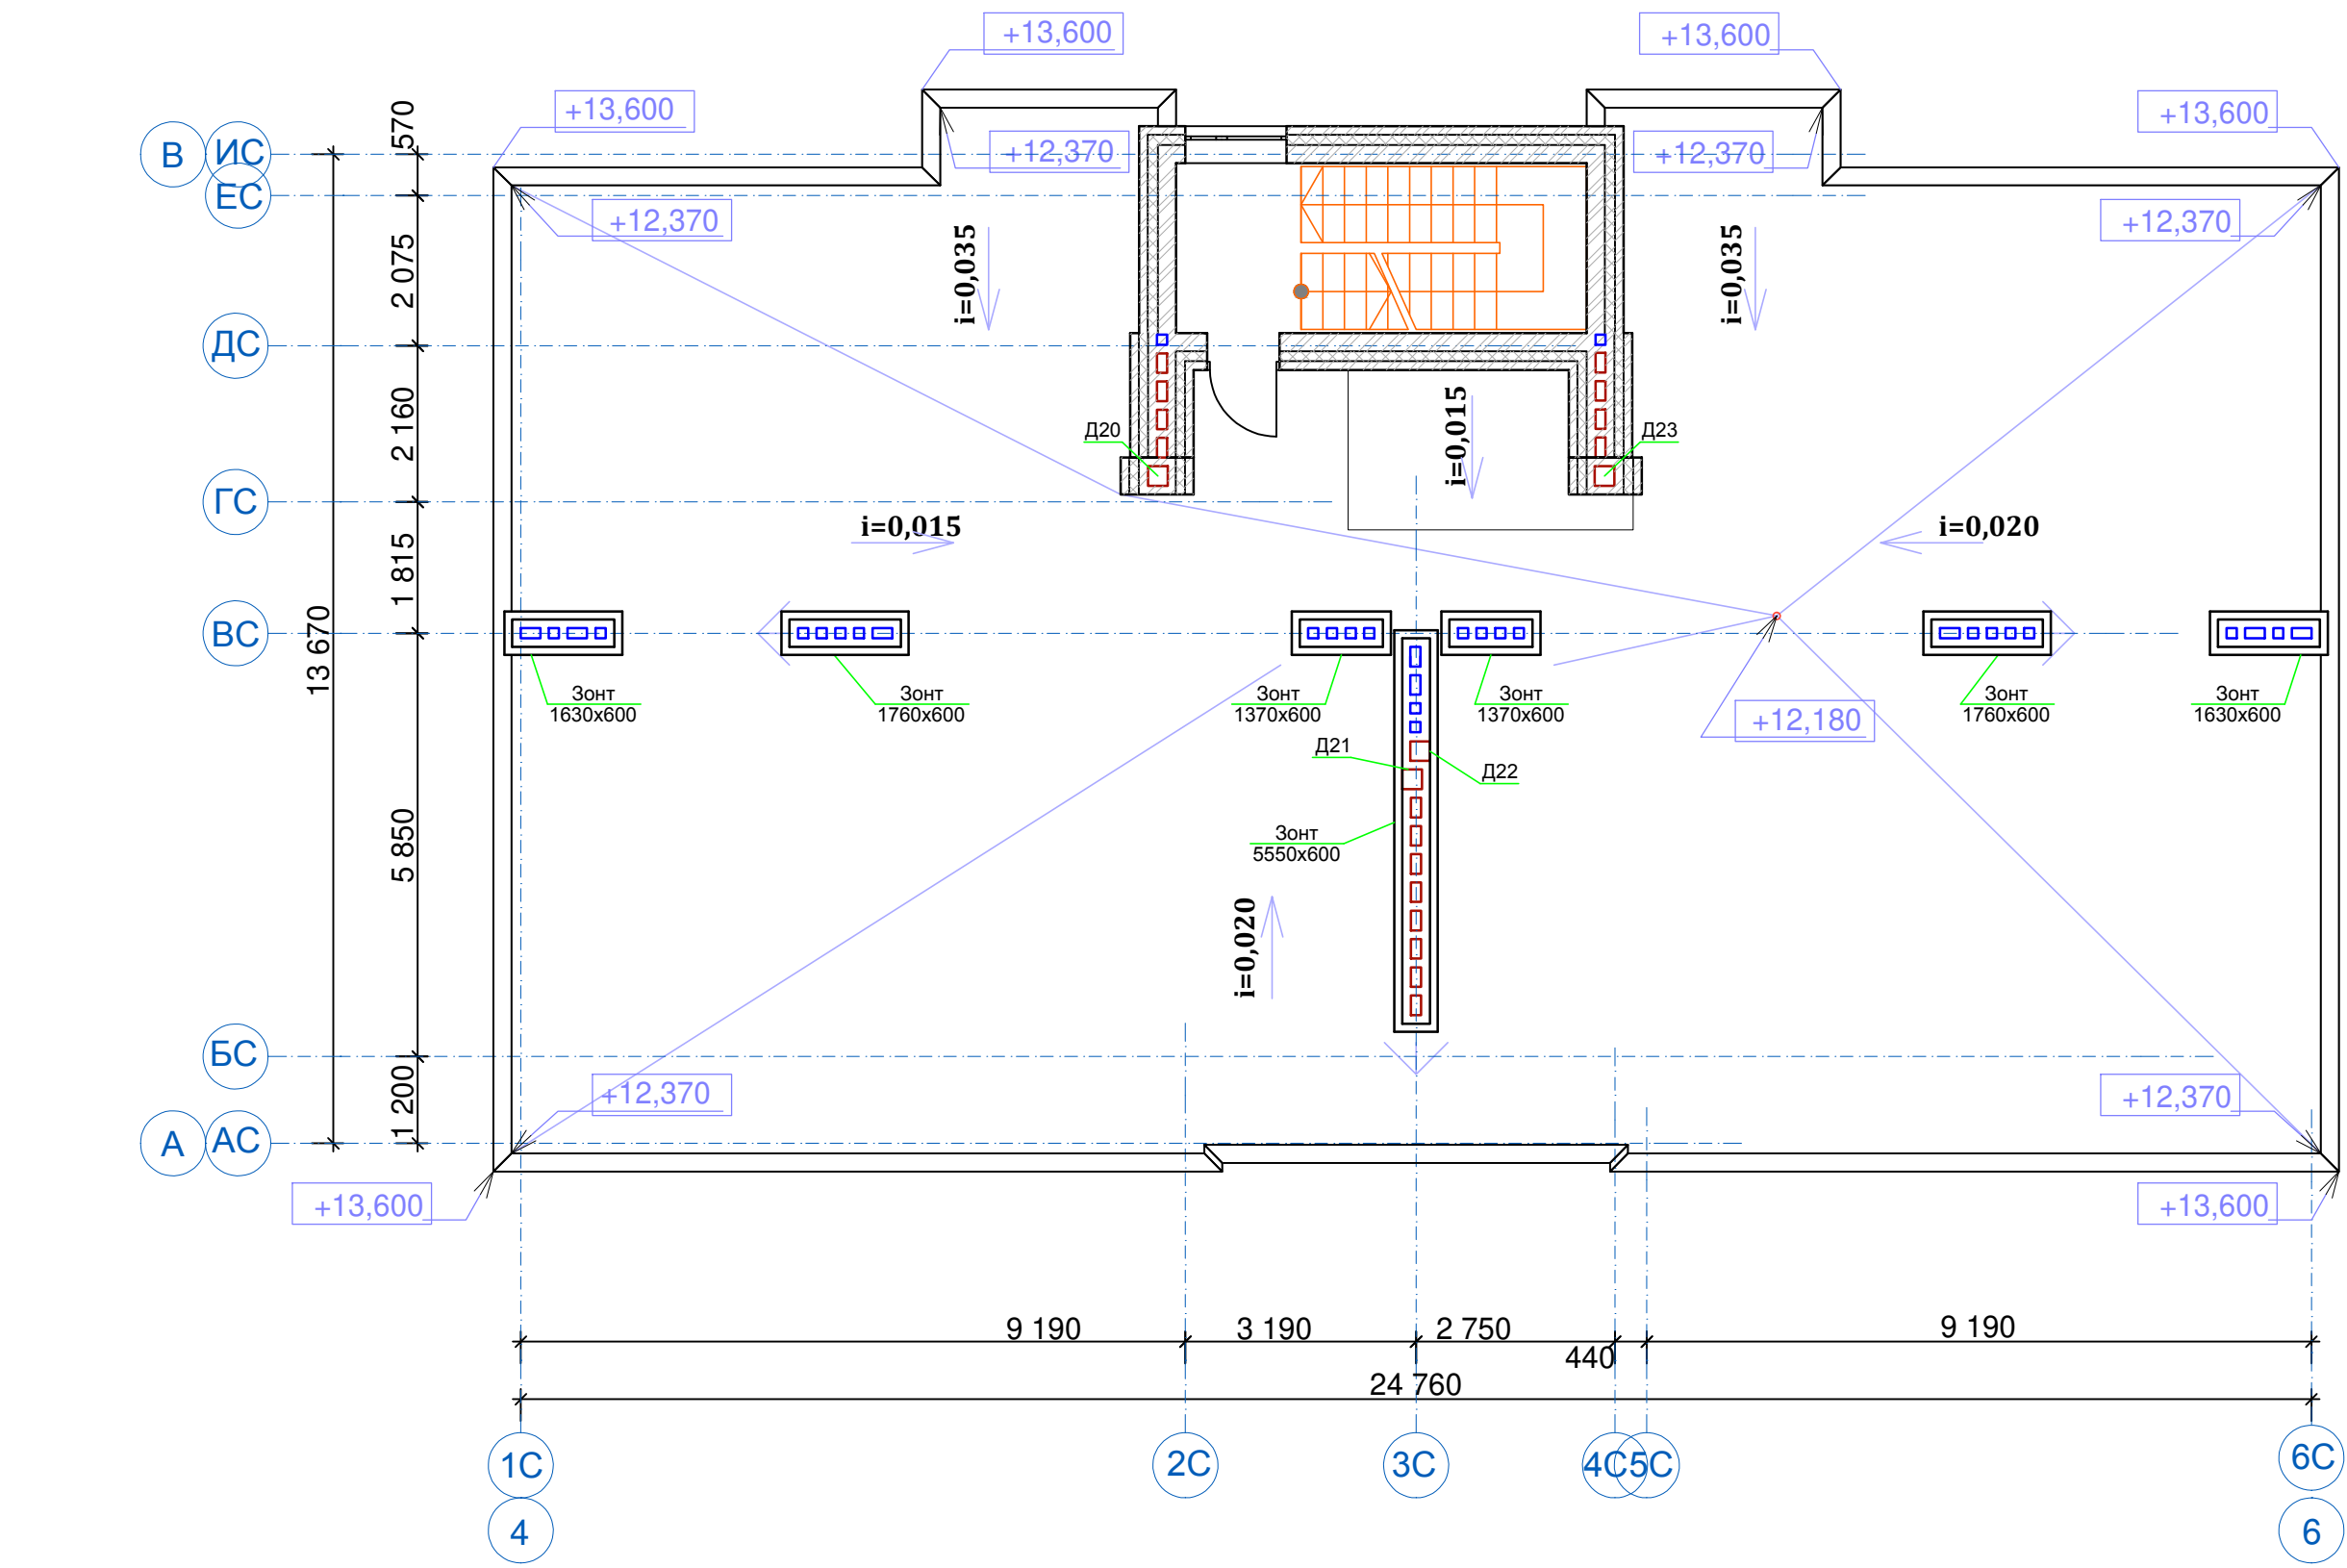 +13,600
+13,600
+13,600
+13,600
В
ИС
ЕС
570
+12,370
+12,370
+12,370
+12,370
2 075
i=0,035
i=0,035
ДС
2 160
i=0,015
Д20
Д23
ГС
i=0,015
i=0,020
1 815
ВС
13 670
Зонт
1630x600
Зонт
1760x600
Зонт
1370x600
Зонт
1370x600
Зонт
1760x600
Зонт
1630x600
+12,180
Д21
Д22
5 850
Зонт
5550x600
i=0,020
БС
1 200
+12,370
+12,370
А
АС
+13,600
+13,600
9 190
3 190
2 750
440
9 190
24 760
1С
2С
3С
4С
5С
6С
4
6